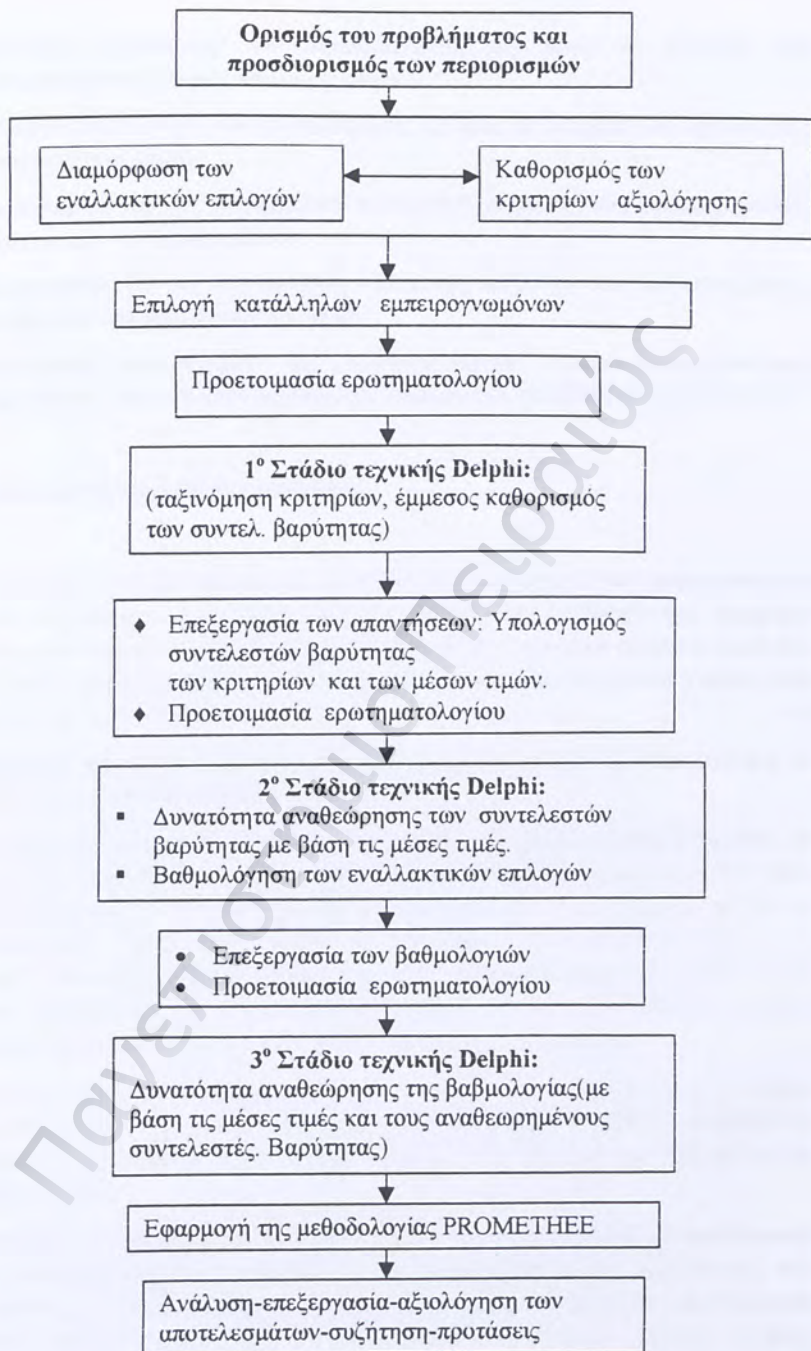 Ορισμός του προβλήματος και
προσδιορισμός των περιορισμών
Διαμόρφωση των
εναλλακτικών επιλογών
Καθορισμός των
κριτηρίων αξιολόγησης
Επιλογή κατάλληλων εμπειρογνωμόνων
Προετοιμασία ερωτηματολογίου
1ο Στάδιο τεχνικής Delphi:
(ταξινόμηση κριτηρίων, έμμεσος καθορισμός
των συντελ. βαρύτητας)
♦ Επεξεργασία των απαντήσεων: Υπολογισμός
συντελεστών βαρύτητας
των κριτηρίων και των μέσων τιμών.
♦ Προετοιμασία ερωτηματολογίου
2ο Στάδιο τεχνικής Delphi:
▪ Δυνατότητα αναθεώρησης των συντελεστών
βαρύτητας με βάση τις μέσες τιμές.
▪ Βαθμολόγηση των εναλλακτικών επιλογών
• Επεξεργασία των βαθμολογιών
• Προετοιμασία ερωτηματολογίου
3ο Στάδιο τεχνικής Delphi:
Δυνατότητα αναθεώρησης της βαβμολογίας(με
βάση τις μέσες τιμές και τους αναθεωρημένους
συντελεστές. Βαρύτητας)
Εφαρμογή της μεθοδολογίας PROMETHEE
Ανάλυση-επεξεργασία-αξιολόγηση των
αποτελεσμάτων-συζήτηση-προτάσεις
Πανεπιστήμιο Πειραιώς